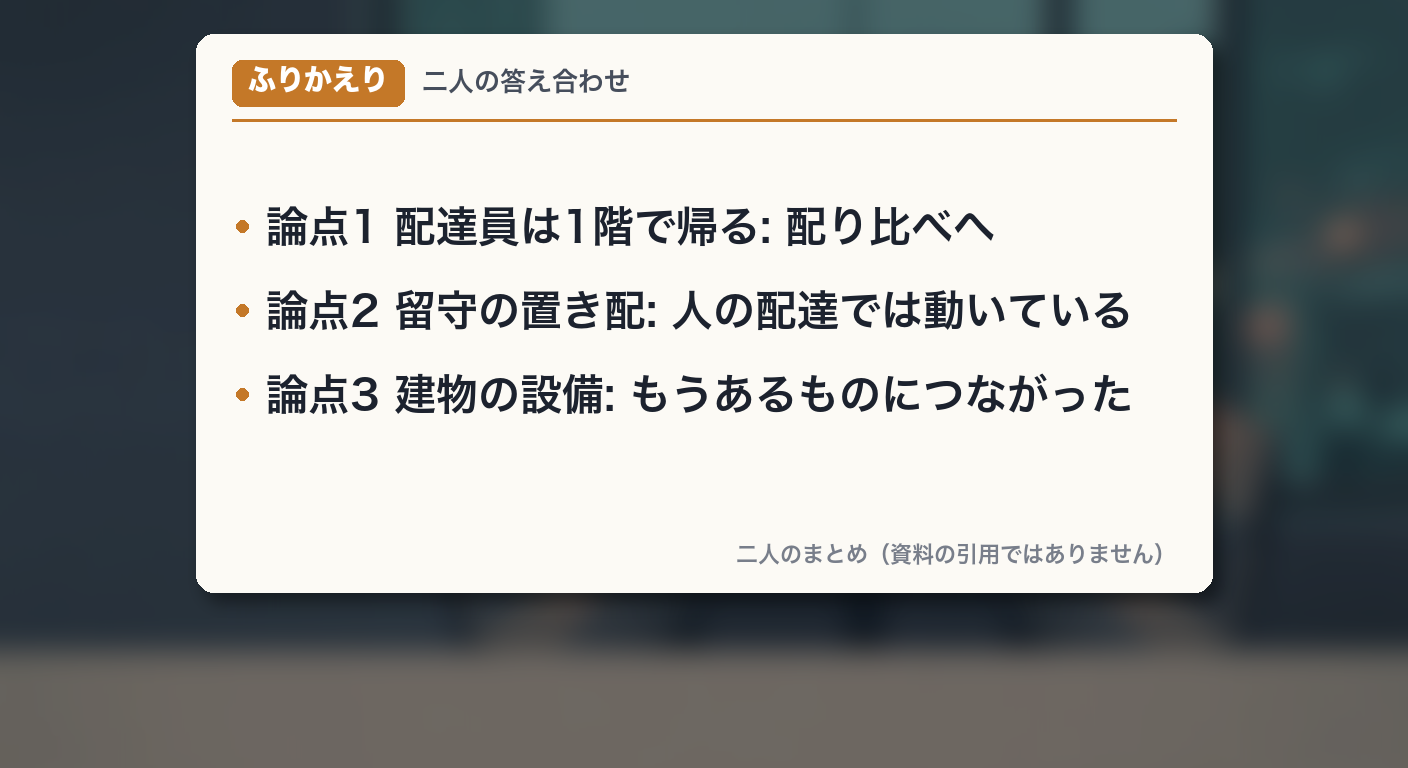 ふりかえり 二人の答え合わせ
• 論点1 配達員は1階で帰る: 配り比べへ
• 論点2 留守の置き配: 人の配達では動いている
• 論点3 建物の設備: もうあるものにつながった
二人のまとめ（資料の引用ではありません）